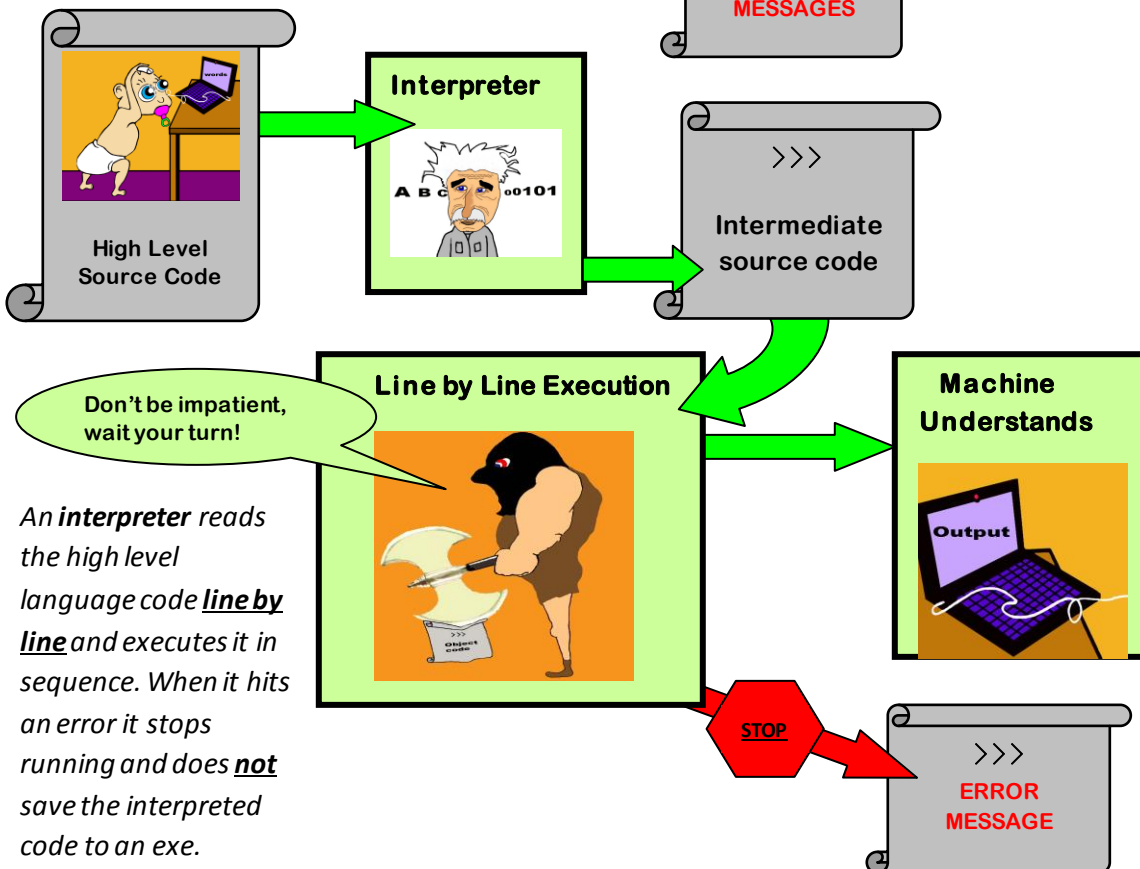 MESSAGES
words
High Level
Source Code
Interpreter
A B C
00101
>>>
Intermediate
source code
Don't be impatient,
wait your turn!
Line by Line Execution
>>>
Object
code
Machine
Understands
Output
An interpreter reads
the high level
language code line by
line and executes it in
sequence. When it hits
an error it stops
running and does not
save the interpreted
code to an exe.
STOP
>>>
ERROR
MESSAGE